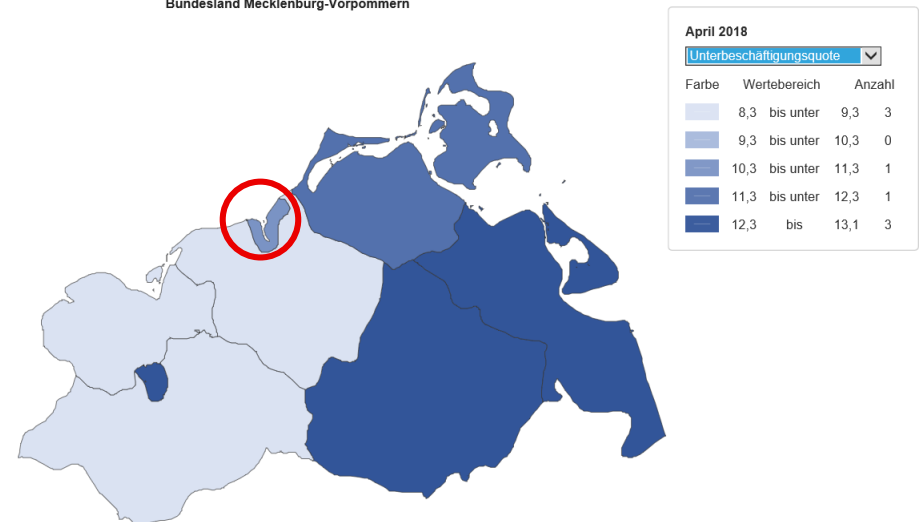 Bundesland Mecklenburg-Vorpommern
April 2018
Unterbeschäftigungsquote
Farbe Wertebereich Anzahl
8,3 bis unter 9,3 3
9,3 bis unter 10,3 0
10,3 bis unter 11,3 1
11,3 bis unter 12,3 1
12,3 bis 13,1 3